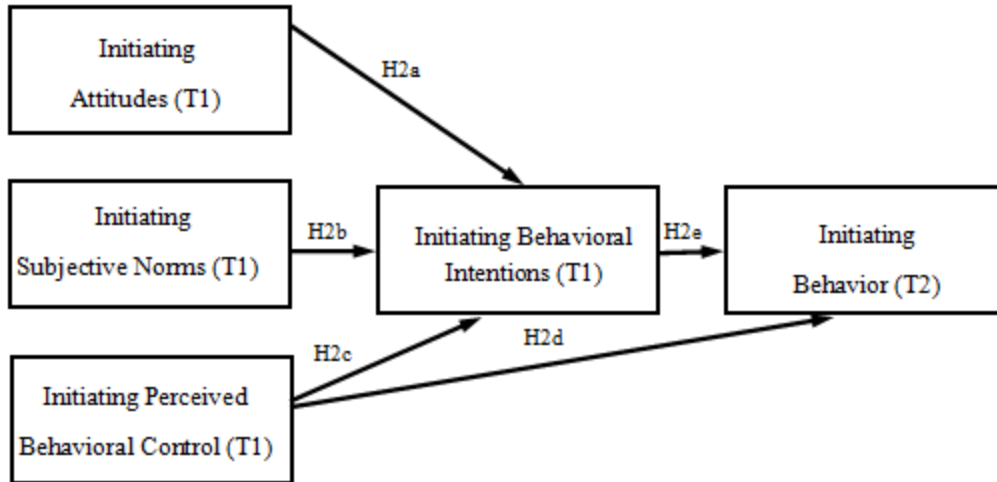 Initiating
Attitudes (T1)
H2a
Initiating
Subjective Norms (T1)
H2b
Initiating Behavioral
Intentions (T1)
H2e
Initiating
Behavior (T2)
H2c
H2d
Initiating Perceived
Behavioral Control (T1)